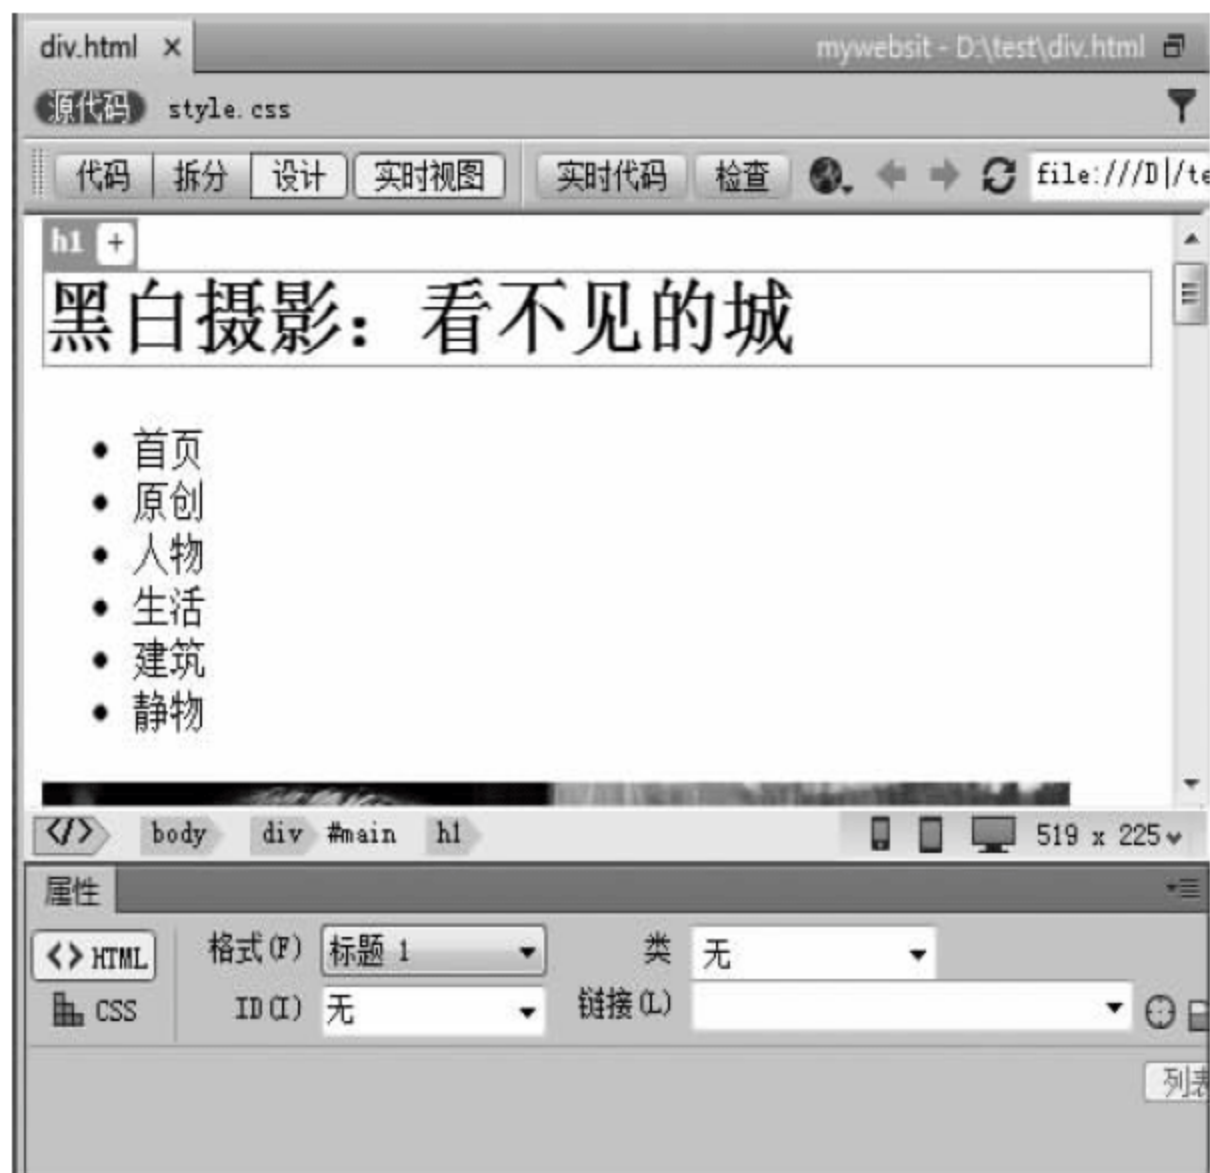 div.html × mywebsit - D:\test\div.html
源代码 style.css
代码 拆分 设计 实时视图 实时代码 检查 file:///D|/te
h1 +
黑白摄影：看不见的城
• 首页
• 原创
• 人物
• 生活
• 建筑
• 静物
</> body div #main h1 519 x 225
属性
<> HTML 格式(F) 标题 1 类 无
CSS ID(I) 无 链接(L)
列表